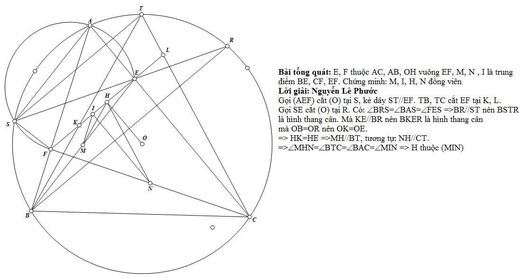 A
T
R
L
E
S
H
K
I
O
F
M
N
B
C
Bài tổng quát: E, F thuộc AC, AB, OH vuông EF, M, N , I là trung
điểm BE, CF, EF. Chứng minh: M, I, H, N đồng viên
Lời giải: Nguyễn Lê Phước
Gọi (AEF) cắt (O) tại S, kẻ dây ST//EF. TB, TC cắt EF tại K, L.
Gọi SE cắt (O) tại R. Có: ∠BRS=∠BAS=∠FES =>BR//ST nên BSTR
là hình thang cân. Mà KE//BR nên BKER là hình thang cân
mà OB=OR nên OK=OE.
=> HK=HE =>MH//BT, tương tự: NH//CT.
=>∠MHN=∠BTC=∠BAC=∠MIN => H thuộc (MIN)